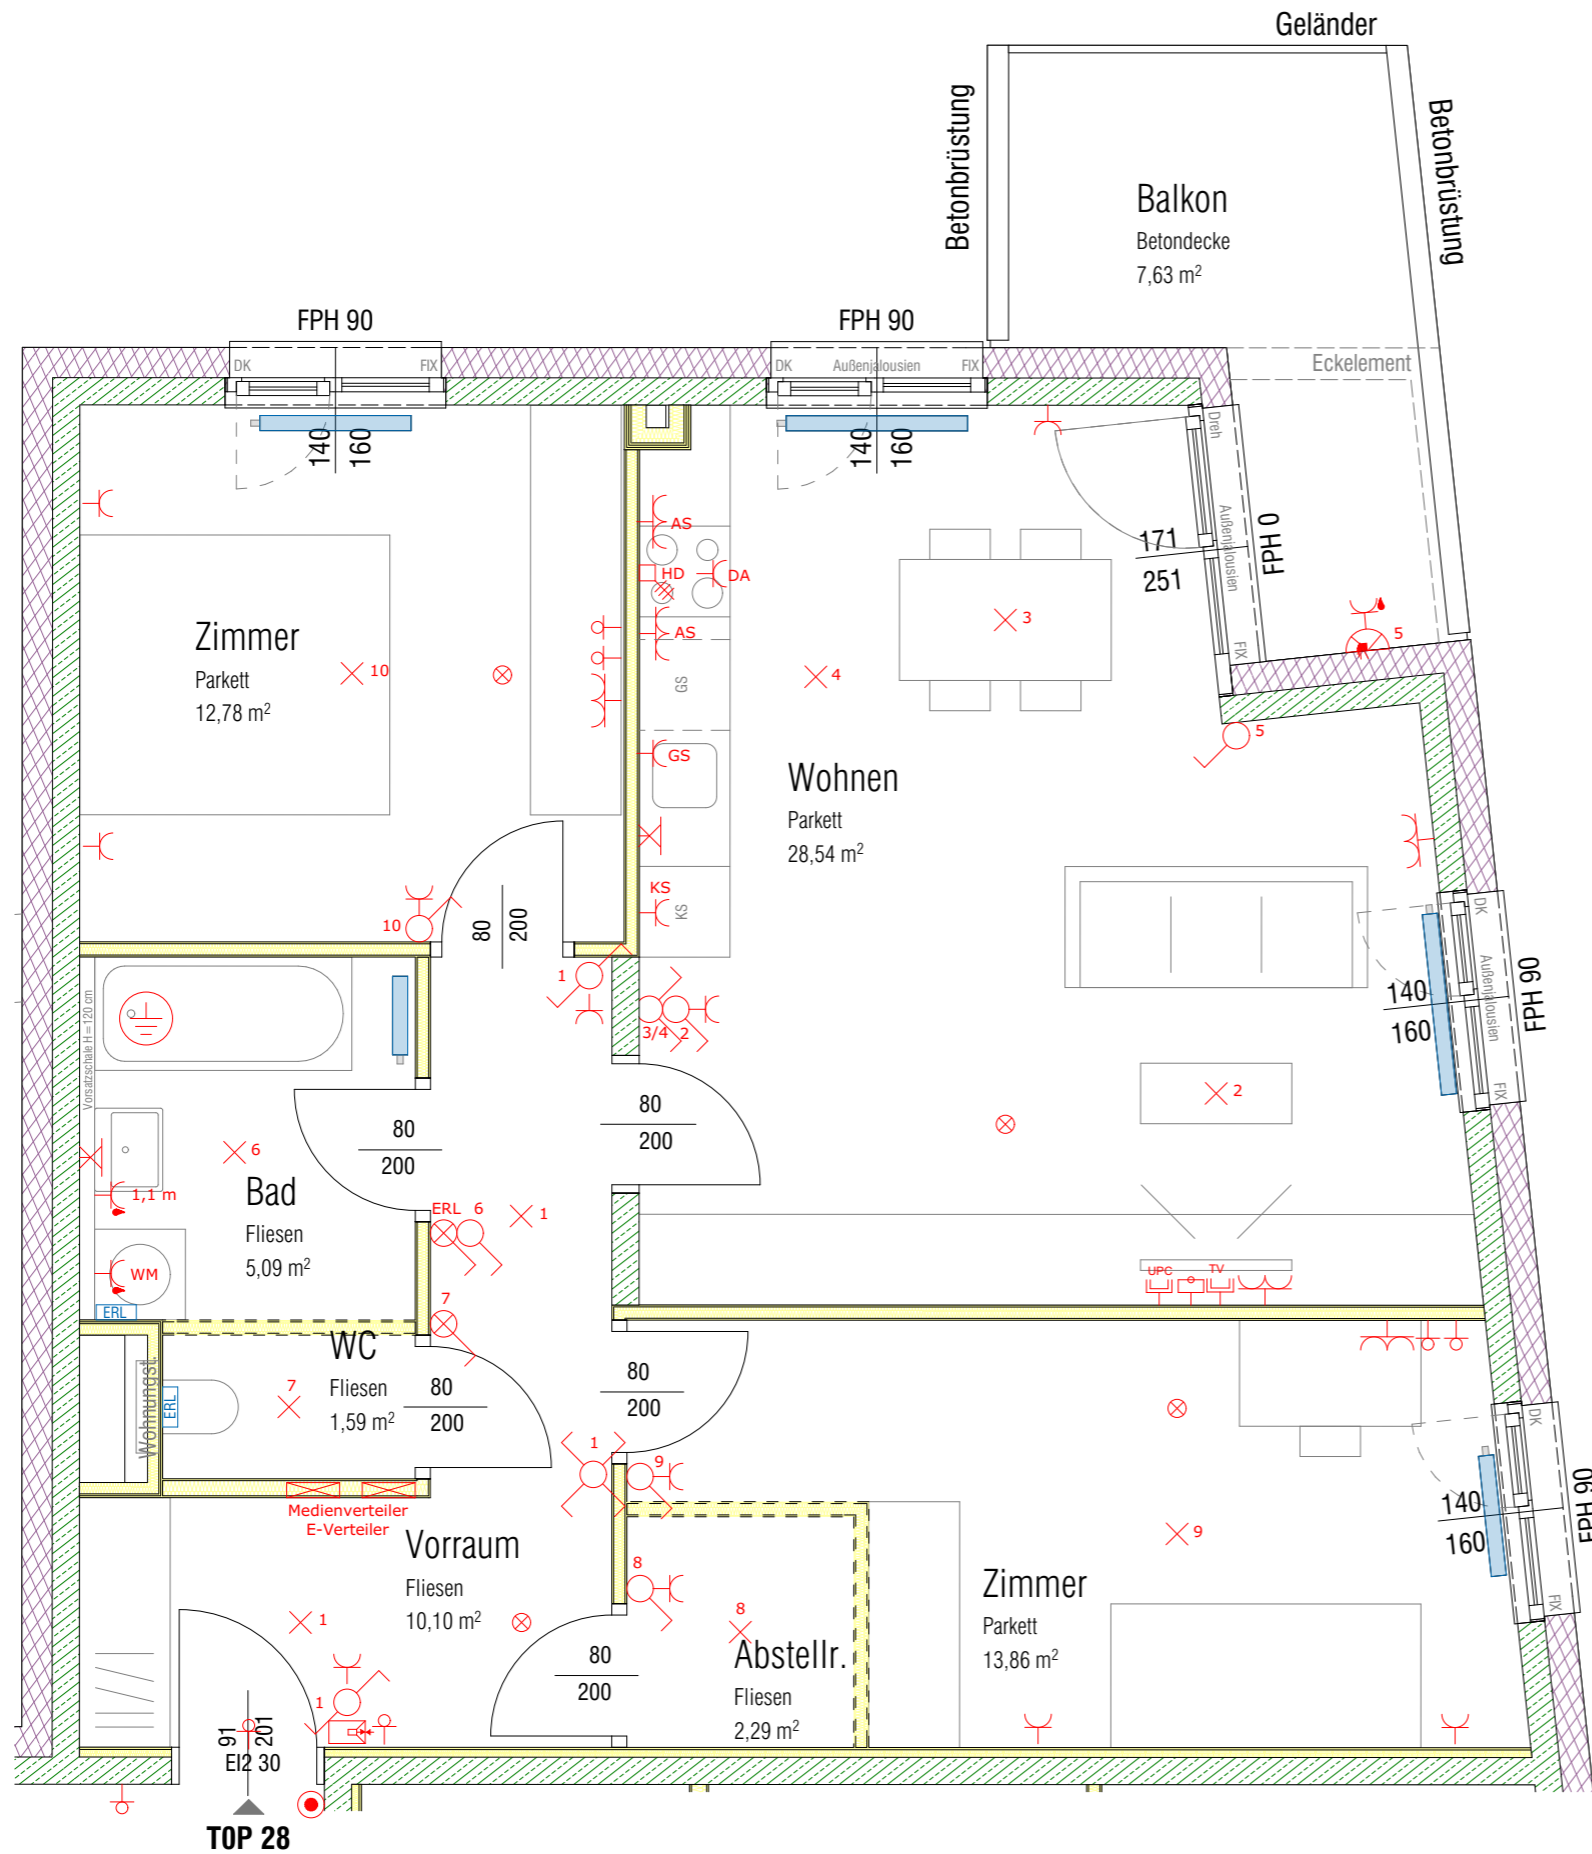 Geländer
Betonbrüstung
Betonbrüstung
Balkon
Betondecke
7,63 m²
Eckelement
FPH 90
DK
FIX
140
160
FPH 90
DK
Außenjalousien
FIX
140
160
Dreh
Außenjalousien
FIX
FPH 0
171
251
5
5
AS
HD
DA
AS
GS
GS
KS
KS
3
4
Zimmer
Parkett
12,78 m²
10
10
80
200
Wohnen
Parkett
28,54 m²
1
3/4
2
DK
Außenjalousien
FIX
FPH 90
140
160
2
80
200
Vorsatzschale H = 120 cm
80
200
6
Bad
Fliesen
5,09 m²
1,1 m
WM
ERL
ERL
6
1
7
UPC
TV
WC
Fliesen
1,59 m²
7
ERL
Wohnungst.
80
200
80
200
1
9
Medienverteiler
E-Verteiler
Vorraum
Fliesen
10,10 m²
1
1
8
8
80
200
Abstellr.
Fliesen
2,29 m²
Zimmer
Parkett
13,86 m²
9
DK
FIX
FPH 90
140
160
91
201
EI2 30
TOP 28